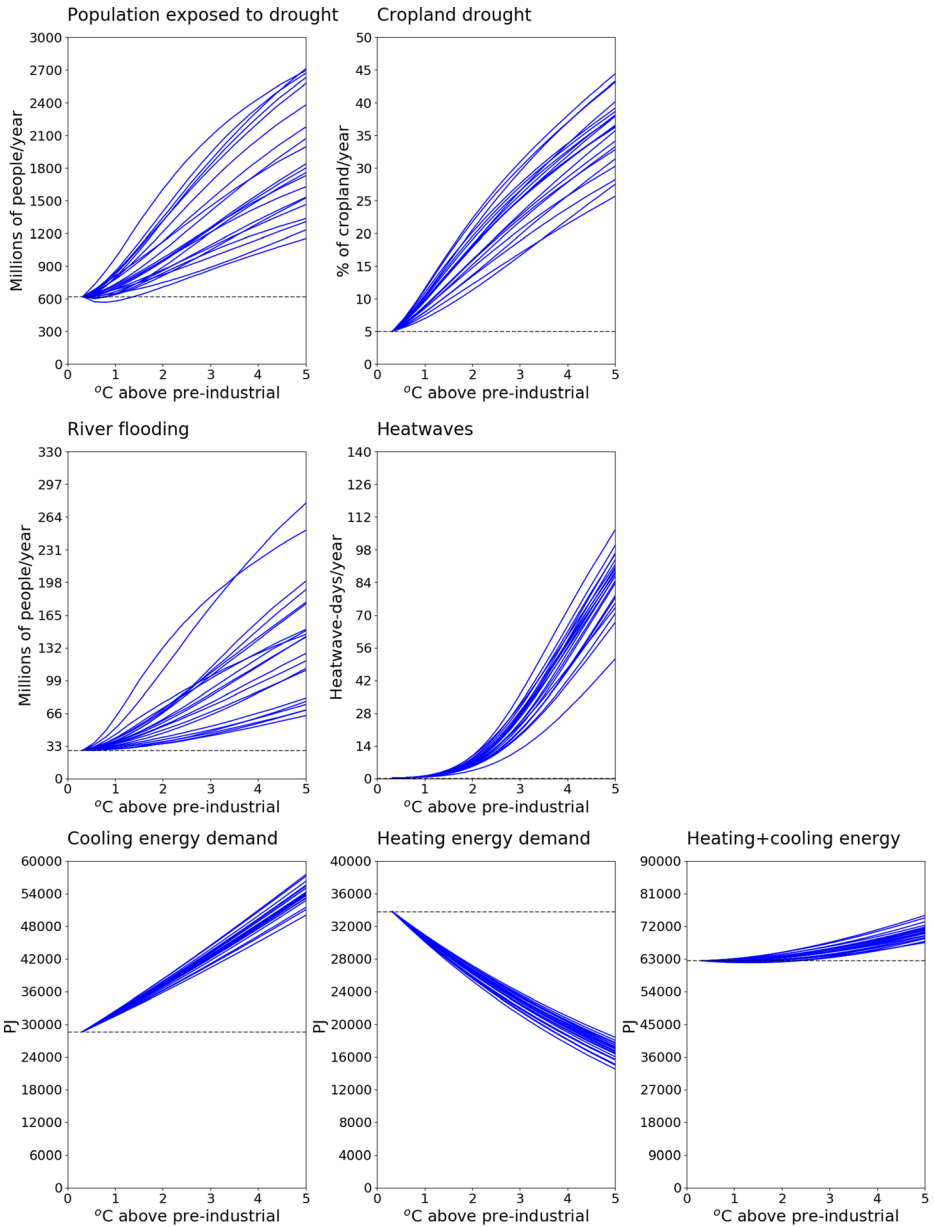 Population exposed to drought
Cropland drought
3000
2700
2400
2100
1800
1500
1200
900
600
300
0
Millions of people/year
0 1 2 3 4 5
°C above pre-industrial
50
45
40
35
30
25
20
15
10
5
0
% of cropland/year
0 1 2 3 4 5
°C above pre-industrial
River flooding
Heatwaves
330
297
264
231
198
165
132
99
66
33
0
Millions of people/year
0 1 2 3 4 5
°C above pre-industrial
140
126
112
98
84
70
56
42
28
14
0
Heatwave-days/year
0 1 2 3 4 5
°C above pre-industrial
Cooling energy demand
Heating energy demand
Heating+cooling energy
60000
54000
48000
42000
36000
30000
24000
18000
12000
6000
0
PJ
0 1 2 3 4 5
°C above pre-industrial
40000
36000
32000
28000
24000
20000
16000
12000
8000
4000
0
PJ
0 1 2 3 4 5
°C above pre-industrial
90000
81000
72000
63000
54000
45000
36000
27000
18000
9000
0
PJ
0 1 2 3 4 5
°C above pre-industrial